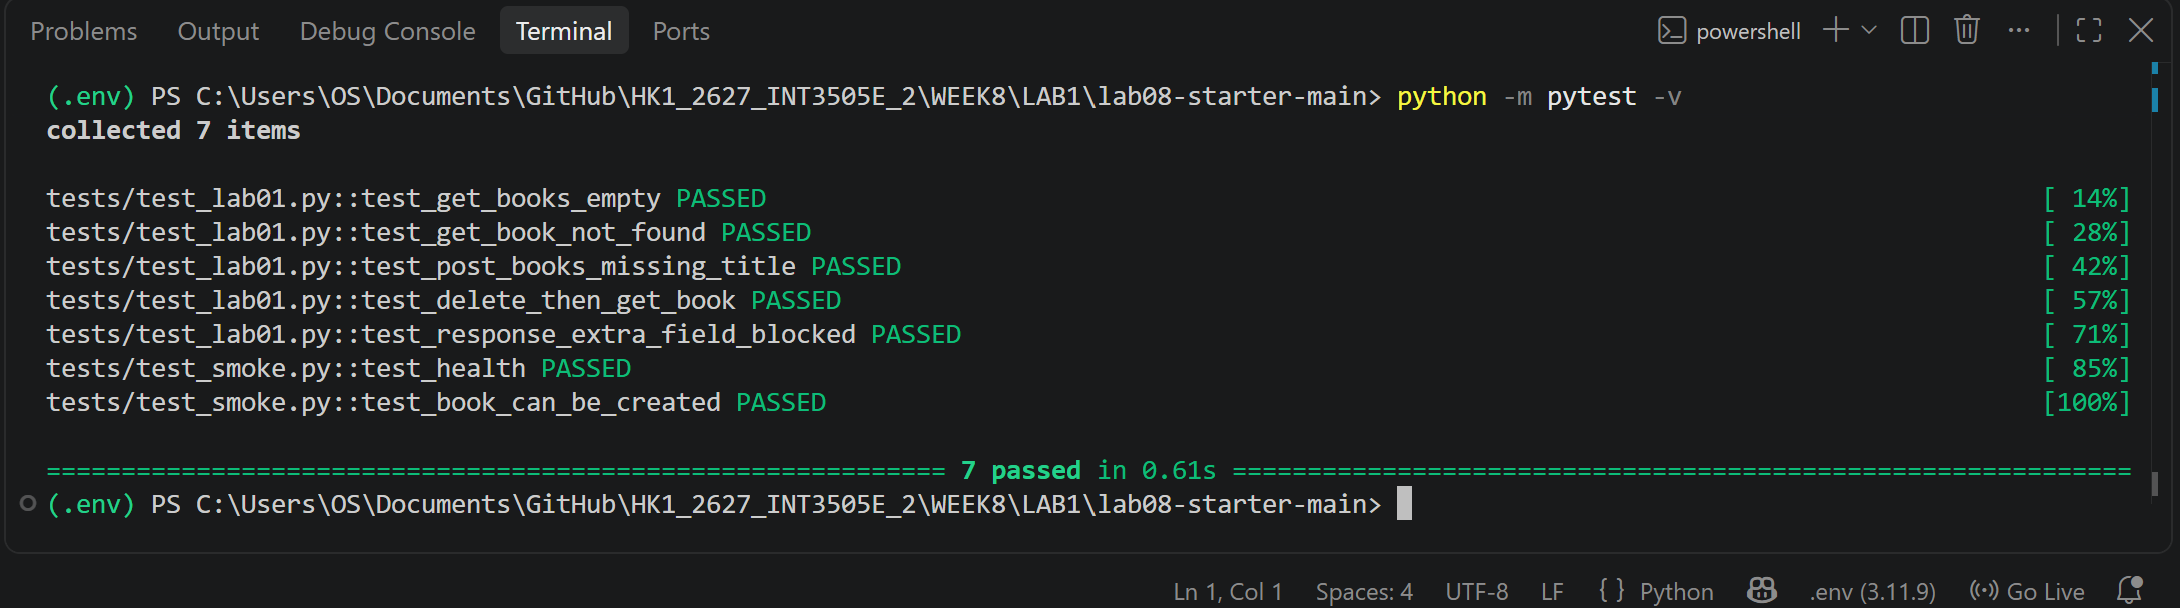 Problems Output Debug Console Terminal Ports powershell
(.env) PS C:\Users\OS\Documents\GitHub\HK1_2627_INT3505E_2\WEEK8\LAB1\lab08-starter-main> python -m pytest -v
collected 7 items
tests/test_lab01.py::test_get_books_empty PASSED [ 14%]
tests/test_lab01.py::test_get_book_not_found PASSED [ 28%]
tests/test_lab01.py::test_post_books_missing_title PASSED [ 42%]
tests/test_lab01.py::test_delete_then_get_book PASSED [ 57%]
tests/test_lab01.py::test_response_extra_field_blocked PASSED [ 71%]
tests/test_smoke.py::test_health PASSED [ 85%]
tests/test_smoke.py::test_book_can_be_created PASSED [100%]
============================================================ 7 passed in 0.61s ============================================================
(.env) PS C:\Users\OS\Documents\GitHub\HK1_2627_INT3505E_2\WEEK8\LAB1\lab08-starter-main>
Ln 1, Col 1 Spaces: 4 UTF-8 LF { } Python .env (3.11.9) Go Live